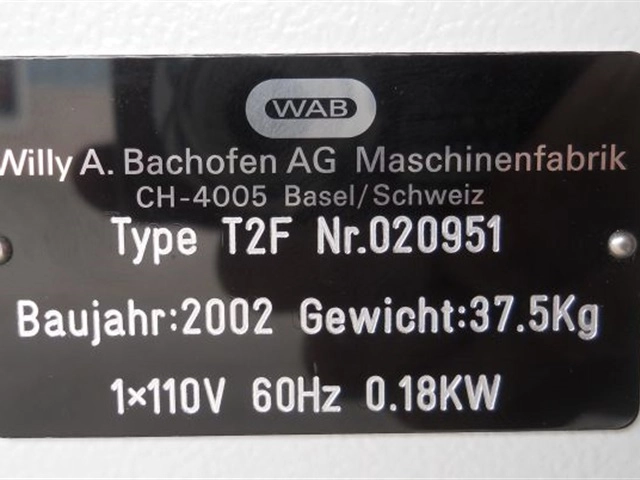 WAB
Willy A. Bachofen AG Maschinenfabrik
CH-4005 Basel/Schweiz
Type T2F Nr.020951
Baujahr:2002 Gewicht:37.5Kg
1×110V 60Hz 0.18KW